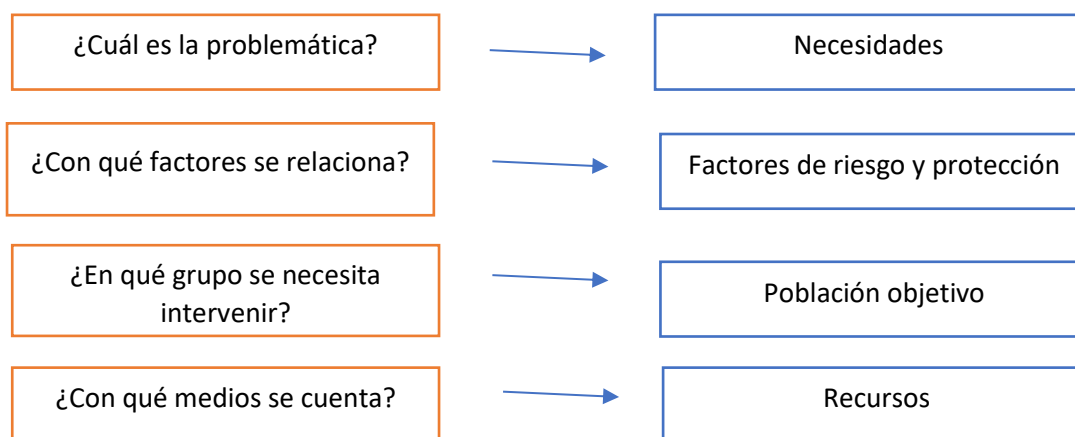 ¿Cuál es la problemática?
Necesidades
¿Con qué factores se relaciona?
Factores de riesgo y protección
¿En qué grupo se necesita
intervenir?
Población objetivo
¿Con qué medios se cuenta?
Recursos